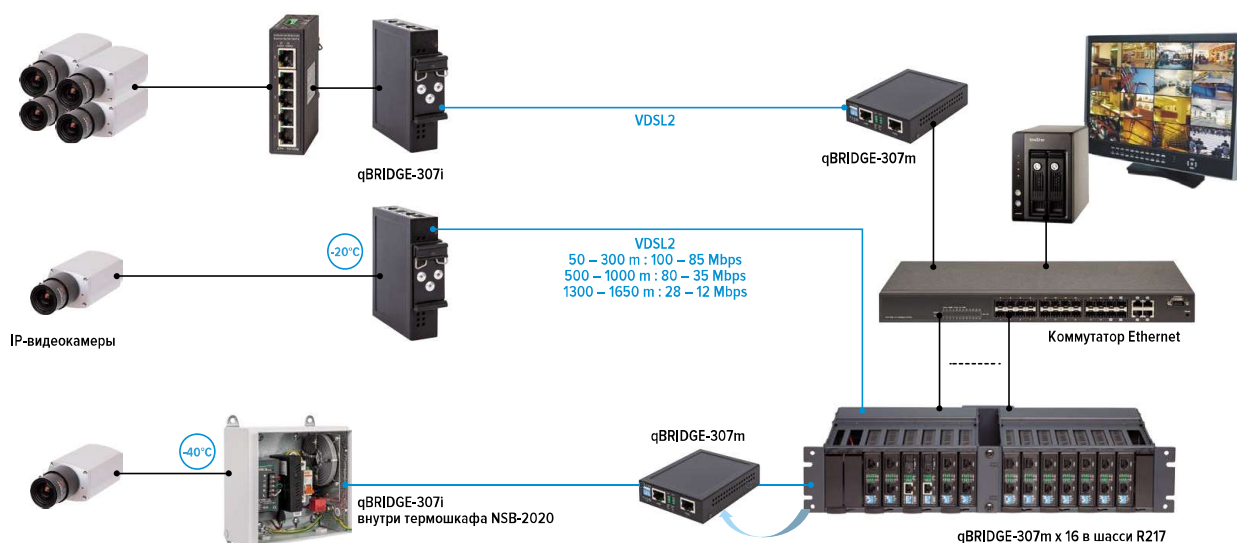 VDSL2
qBRIDGE-307i
qBRIDGE-307m
-20°C
VDSL2
50 – 300 m : 100 – 85 Mbps
500 – 1000 m : 80 – 35 Mbps
1300 – 1650 m : 28 – 12 Mbps
IP-видеокамеры
Коммутатор Ethernet
-40°C
qBRIDGE-307m
qBRIDGE-307i
внутри термошкафа NSB-2020
qBRIDGE-307m x 16 в шасси R217